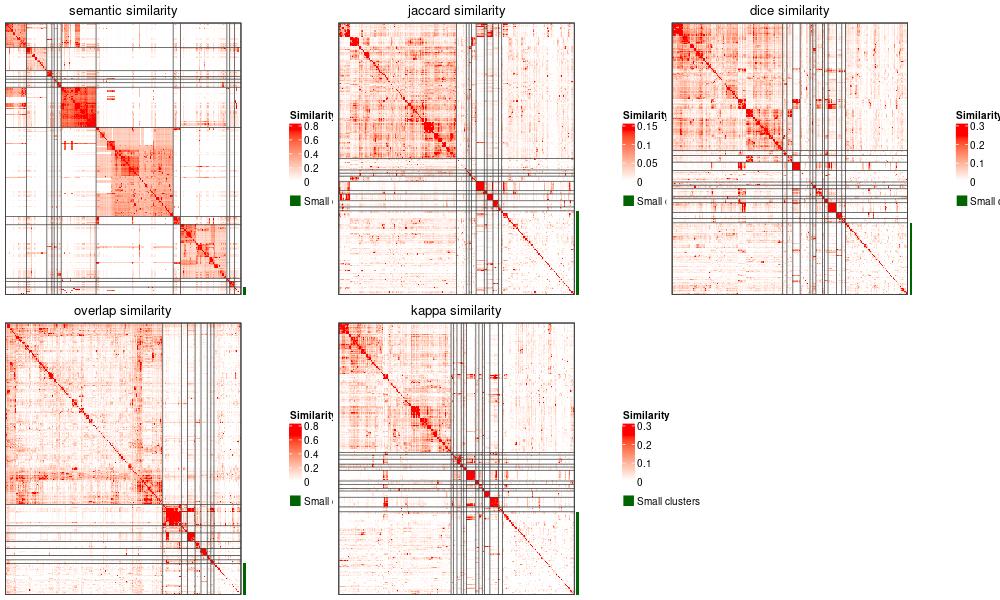 semantic similarity
jaccard similarity
dice similarity
Similarity
0.8
0.6
0.4
0.2
0
Small
Similarity
0.15
0.1
0.05
0
Small
Similarity
0.3
0.2
0.1
0
Small
overlap similarity
kappa similarity
Similarity
0.8
0.6
0.4
0.2
0
Small
Similarity
0.3
0.2
0.1
0
Small clusters